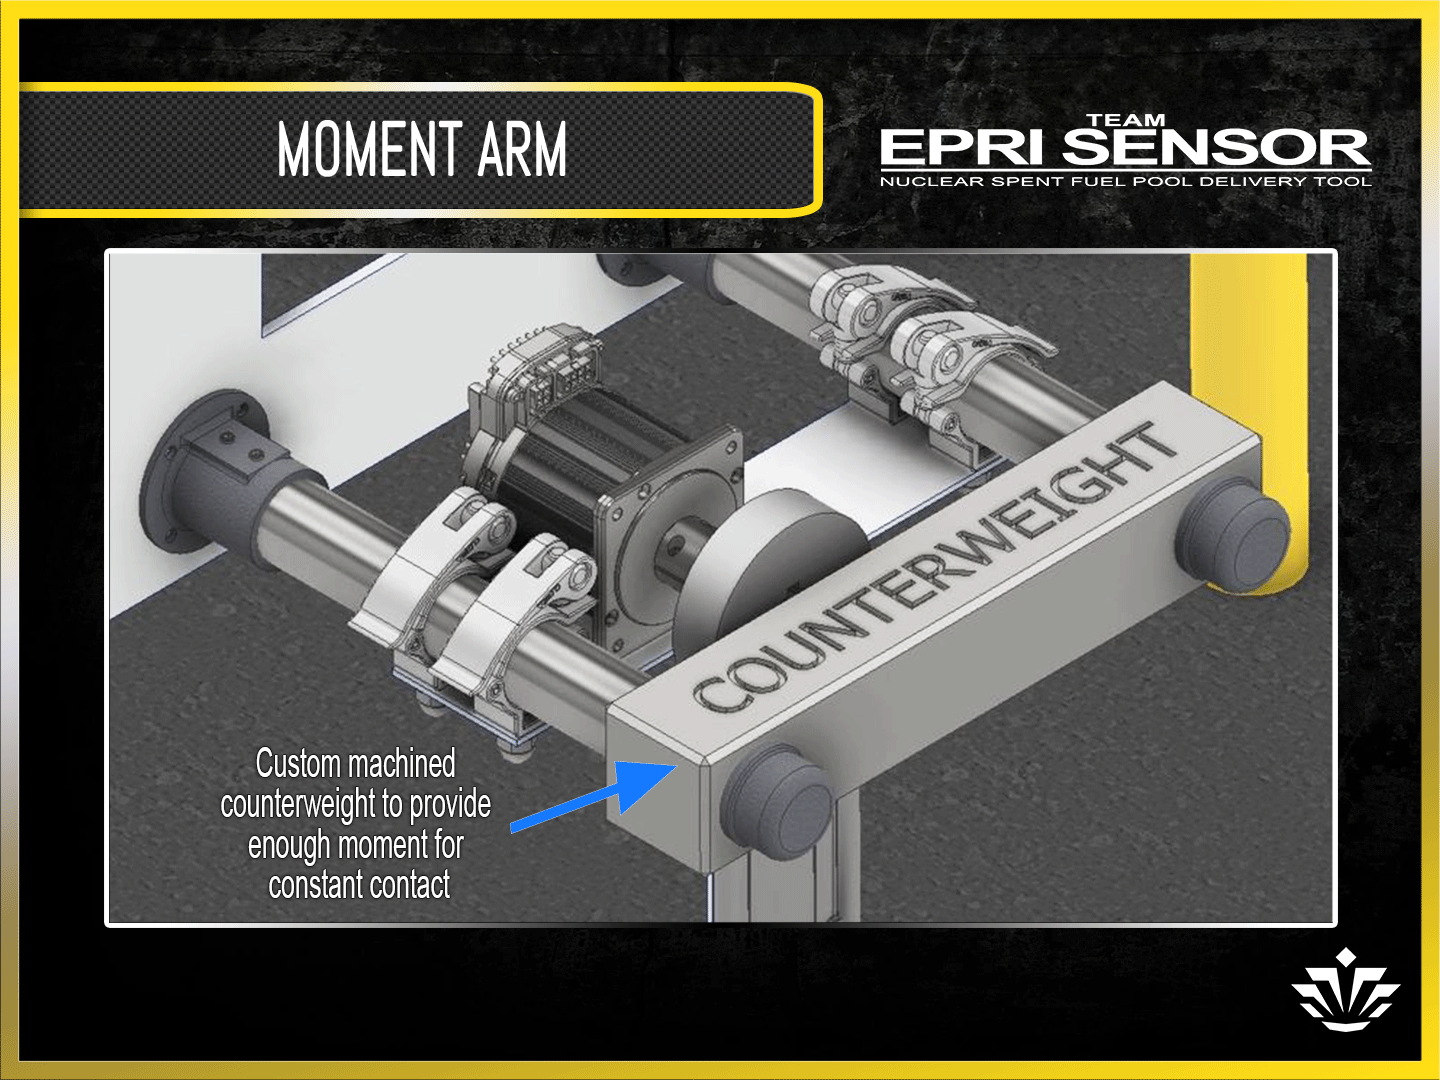 MOMENT ARM
TEAM
EPRI SENSOR
NUCLEAR SPENT FUEL POOL DELIVERY TOOL
COUNTERWEIGHT
Custom machined
counterweight to provide
enough moment for
constant contact